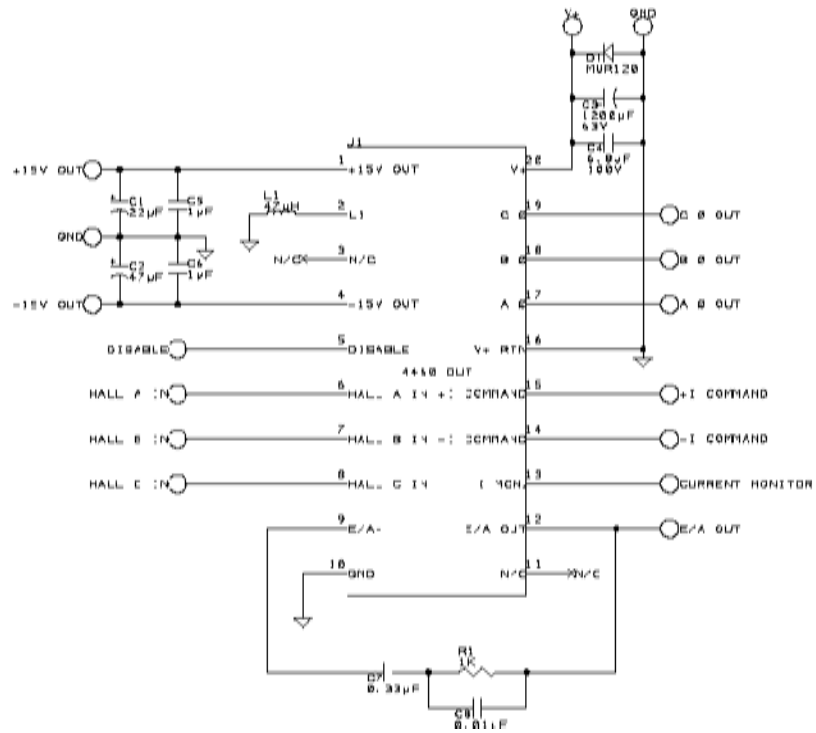 V+ GND
D1
MUR120
C3
1200µF
63V
C4
100V
J1
+15V OUT 1 +15V OUT V+ 20
C1
22µF
C5
1µF
L1
47µH
2 L1 C Ø 19 C Ø OUT
GND
N/C 3 N/C B Ø 18 B Ø OUT
C2
47µF
C6
1µF
-15V OUT 4 -15V OUT A Ø 17 A Ø OUT
DISABLE 5 DISABLE V+ RTN 16
OUT
HALL A IN 6 HALL A IN +I COMMAND 15 +I COMMAND
HALL B IN 7 HALL B IN -I COMMAND 14 -I COMMAND
HALL C IN 8 HALL C IN I MON. 13 CURRENT MONITOR
9 E/A- E/A OUT 12 E/A OUT
10 GND N/C 11 N/C
R1
1K
C7
0.33µF
C8
0.01µF